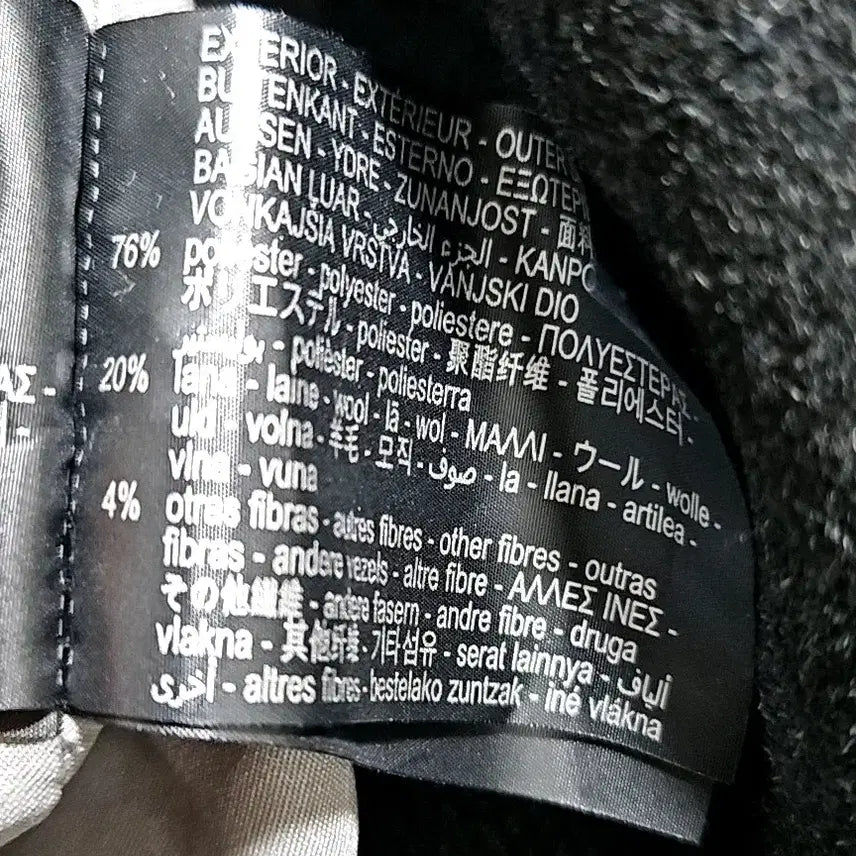 EXTERIOR - EXTÉRIEUR - OUTER
BUITENKANT - ESTERNO - ΕΞΩΤΕΡΙ
AUSSEN - YDRE - ZUNANJOST - 面料
BAGIAN LUAR - الجزء الخارجي - KANPO
VONKAJŠIA VRSTVA - VANJSKI DIO
76% poliester - polyester - poliestere - ΠΟΛΥΕΣΤΕΡΑΣ -
ポリエステル - poliester - 聚酯纤维 - 폴리에스터 -
بوليستر - polièster - poliesterra
20% lana - laine - wool - lã - wol - ΜΑΛΛΙ - ウール - wolle -
uld - volna - 羊毛 - 모직 - صوف - la - llana - artilea -
vlna - vuna
4% otras fibras - autres fibres - other fibres - outras
fibras - andere vezels - altre fibre - ΑΛΛΕΣ ΙΝΕΣ -
その他繊維 - andere fasern - andre fibre - druga
vlakna - 其他纤维 - 기타섬유 - serat lainnya - ألياف
أخرى - altres fibres - bestelako zuntzak - iné vlákna
ΑΣ -